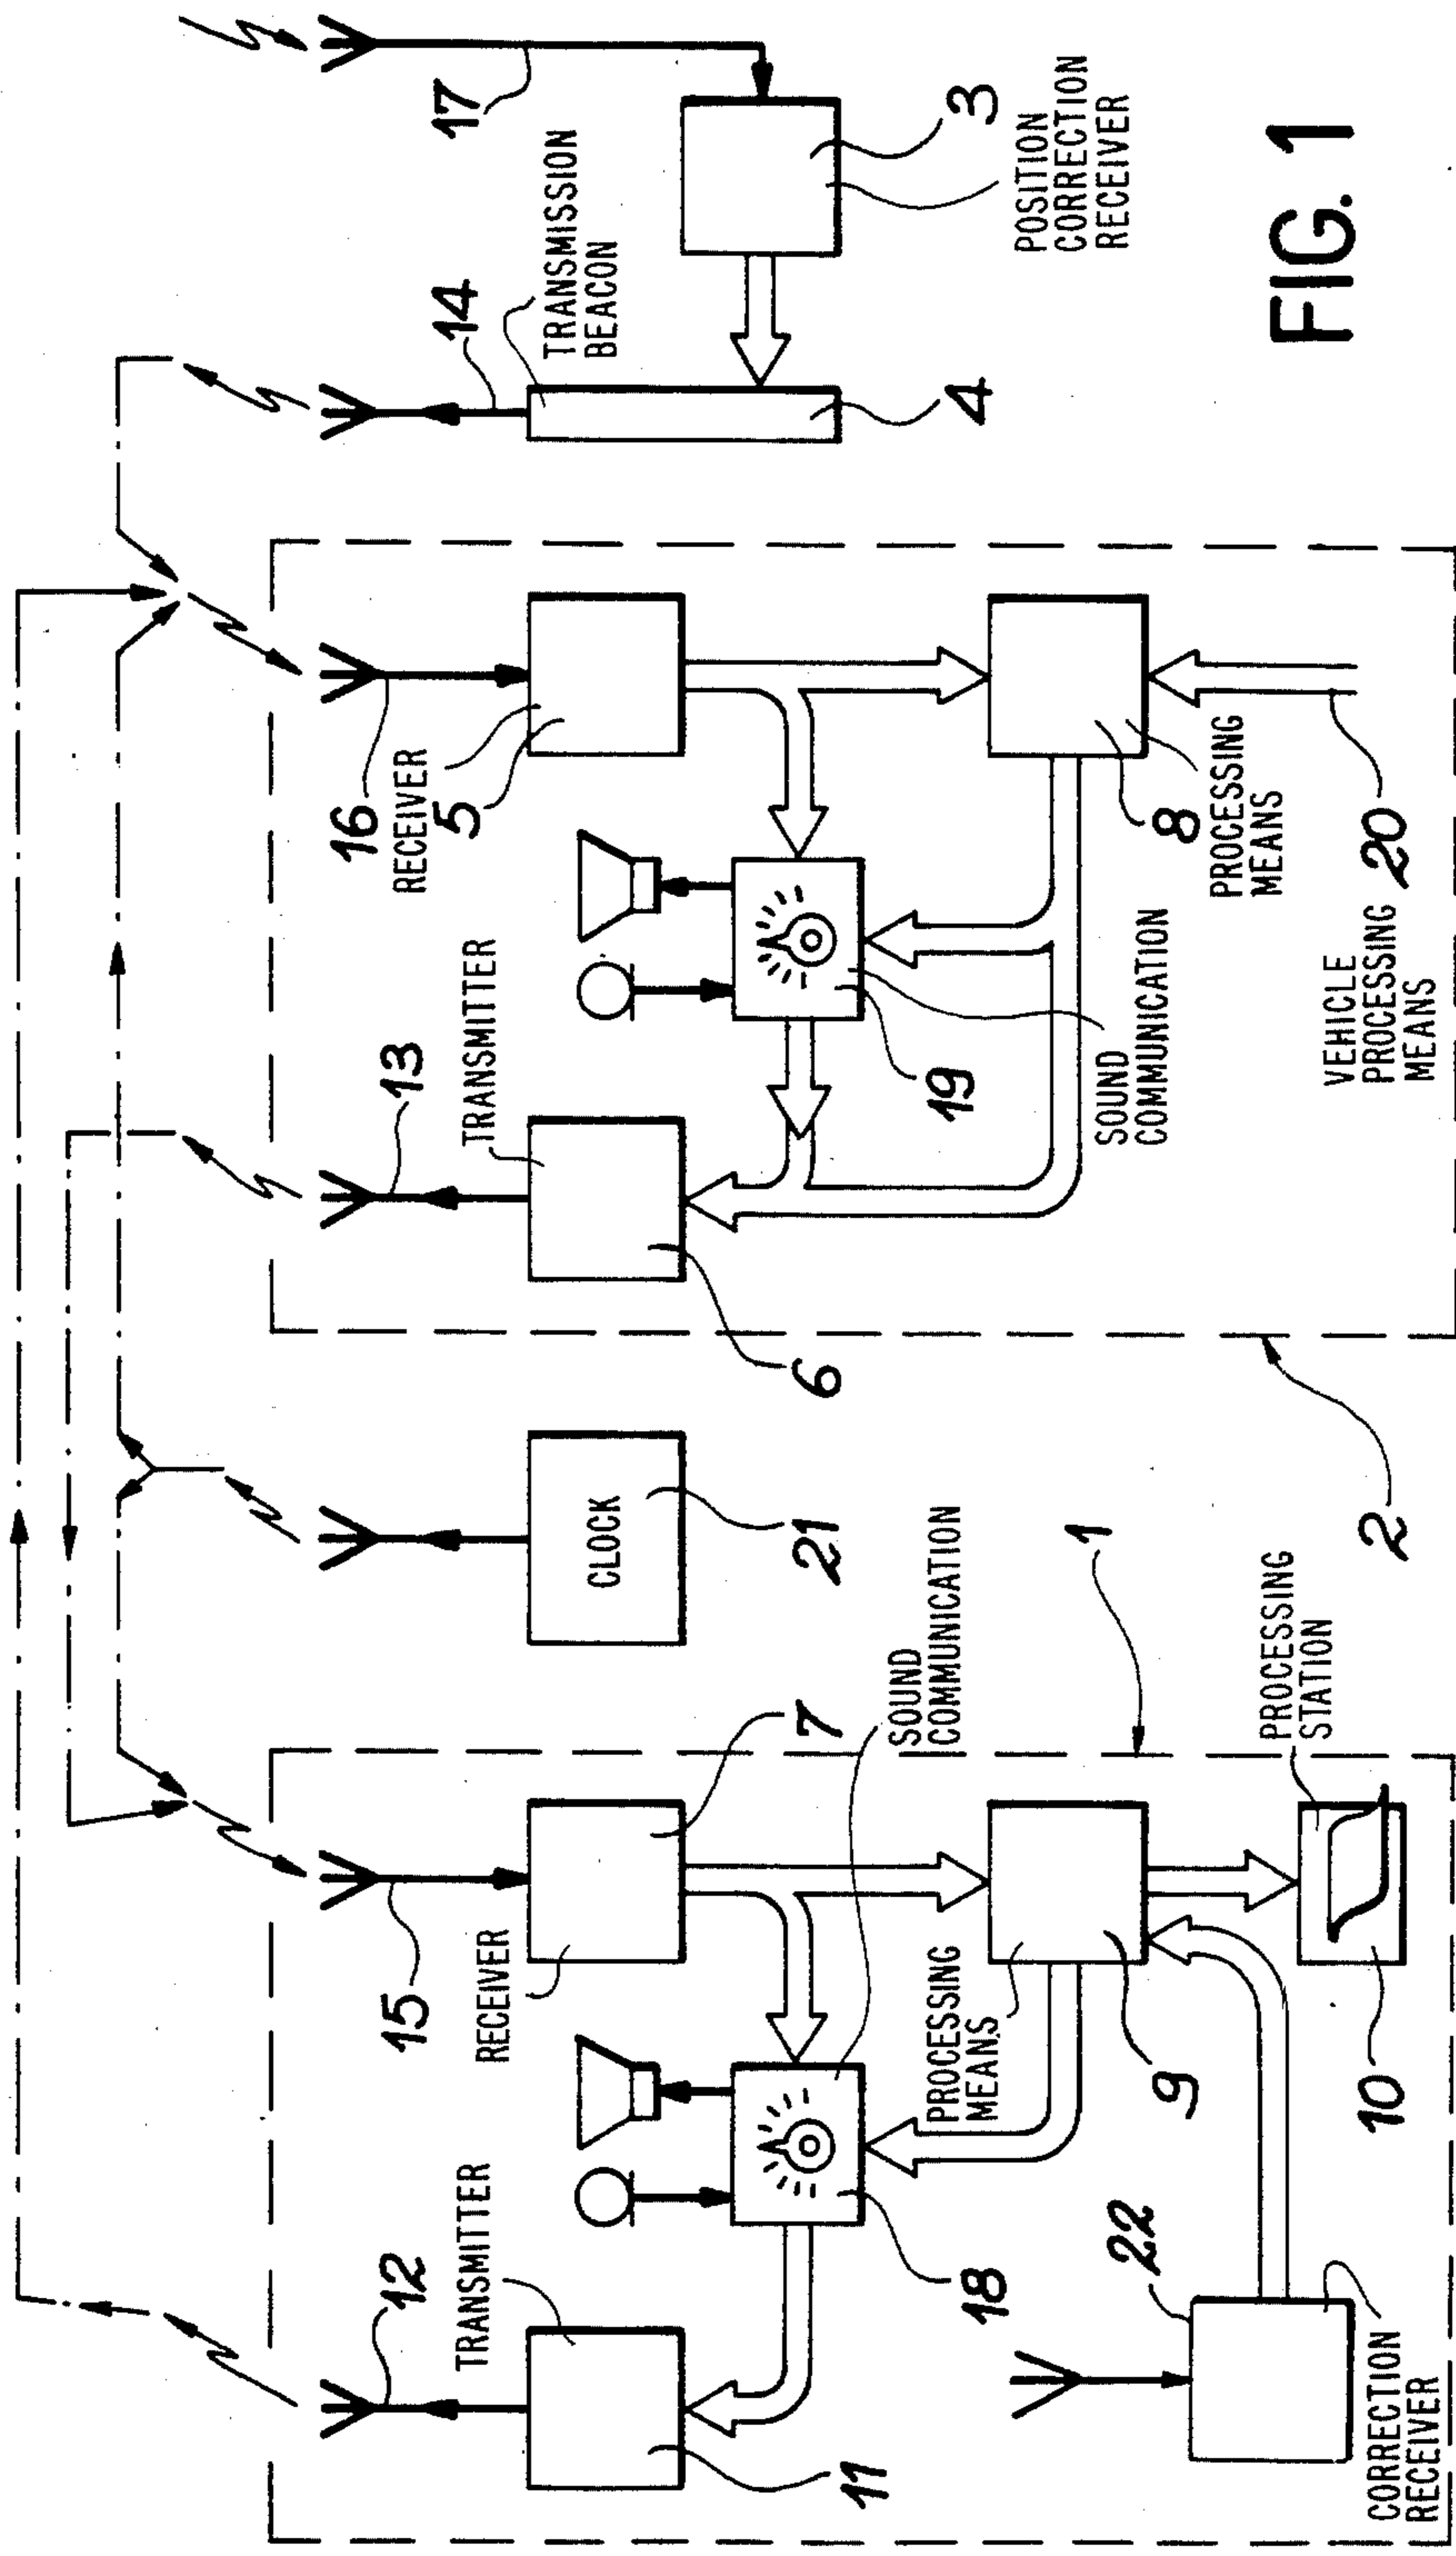 12
TRANSMITTER
11
15
RECEIVER
7
18
SOUND
COMMUNICATION
PROCESSING
MEANS
9
22
CORRECTION
RECEIVER
10
PROCESSING
STATION
1
CLOCK
21
2
13
TRANSMITTER
6
16
RECEIVER
5
19
SOUND
COMMUNICATION
8
PROCESSING
MEANS
VEHICLE
PROCESSING
MEANS
20
14
TRANSMISSION
BEACON
4
17
3
POSITION
CORRECTION
RECEIVER
FIG. 1